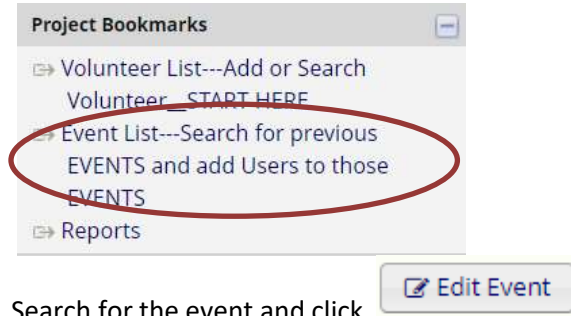 Project Bookmarks
Volunteer List---Add or Search
Volunteer__START HERE
Event List---Search for previous
EVENTS and add Users to those
EVENTS
Reports
Edit Event
Search for the event and click